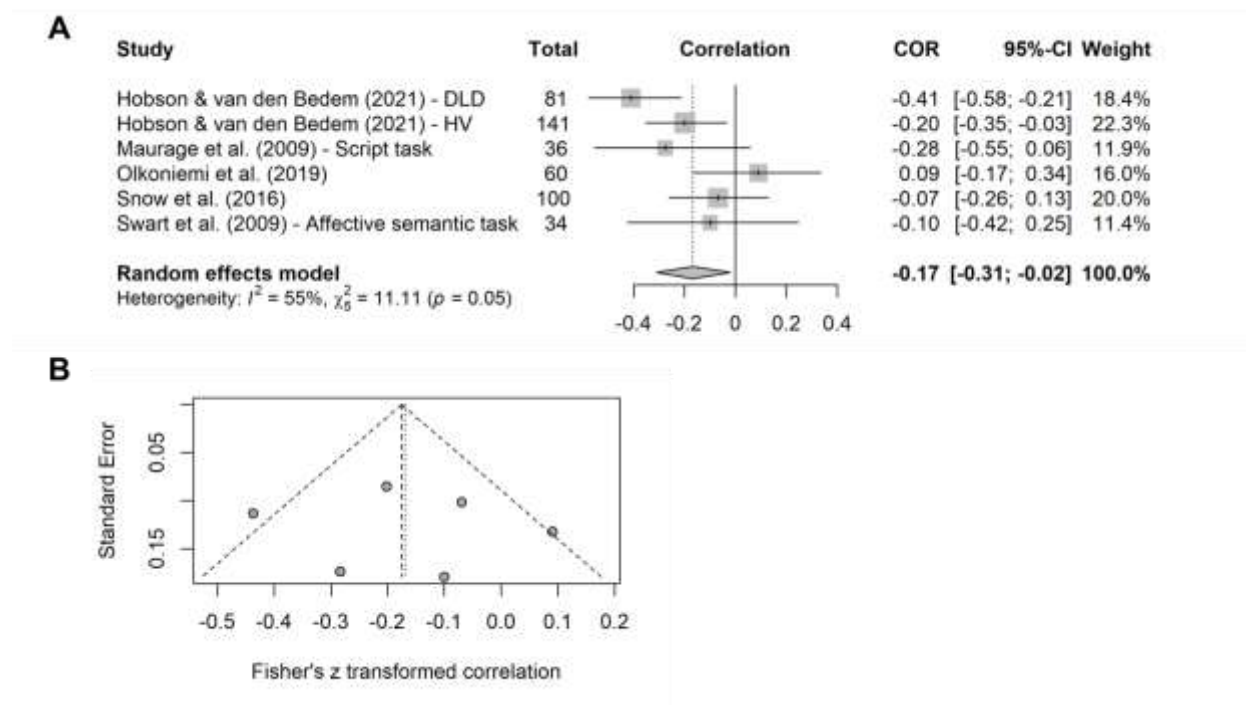 A
Study Total Correlation COR 95%-CI Weight
Hobson & van den Bedem (2021) - DLD 81 -0.41 [-0.58; -0.21] 18.4%
Hobson & van den Bedem (2021) - HV 141 -0.20 [-0.35; -0.03] 22.3%
Maurage et al. (2009) - Script task 36 -0.28 [-0.55; 0.06] 11.9%
Olkoniemi et al. (2019) 60 0.09 [-0.17; 0.34] 16.0%
Snow et al. (2016) 100 -0.07 [-0.26; 0.13] 20.0%
Swart et al. (2009) - Affective semantic task 34 -0.10 [-0.42; 0.25] 11.4%
Random effects model -0.17 [-0.31; -0.02] 100.0%
Heterogeneity: I² = 55%, χ²₅ = 11.11 (p = 0.05)
-0.4 -0.2 0 0.2 0.4
B
Standard Error
0.05
0.15
-0.5 -0.4 -0.3 -0.2 -0.1 0.0 0.1 0.2
Fisher's z transformed correlation